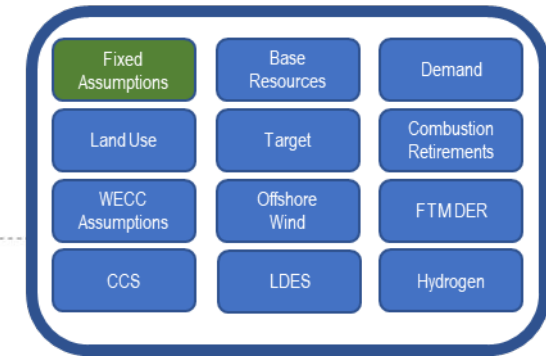 Fixed
Assumptions
Base
Resources
Demand
Land Use
Target
Combustion
Retirements
WECC
Assumptions
Offshore
Wind
FTM DER
CCS
LDES
Hydrogen